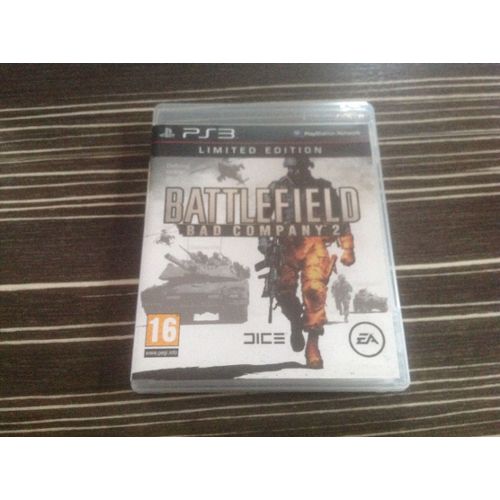 PS3
PlayStation Network
LIMITED EDITION
BATTLEFIELD
BAD COMPANY 2
16
www.pegi.info
DICE
EA